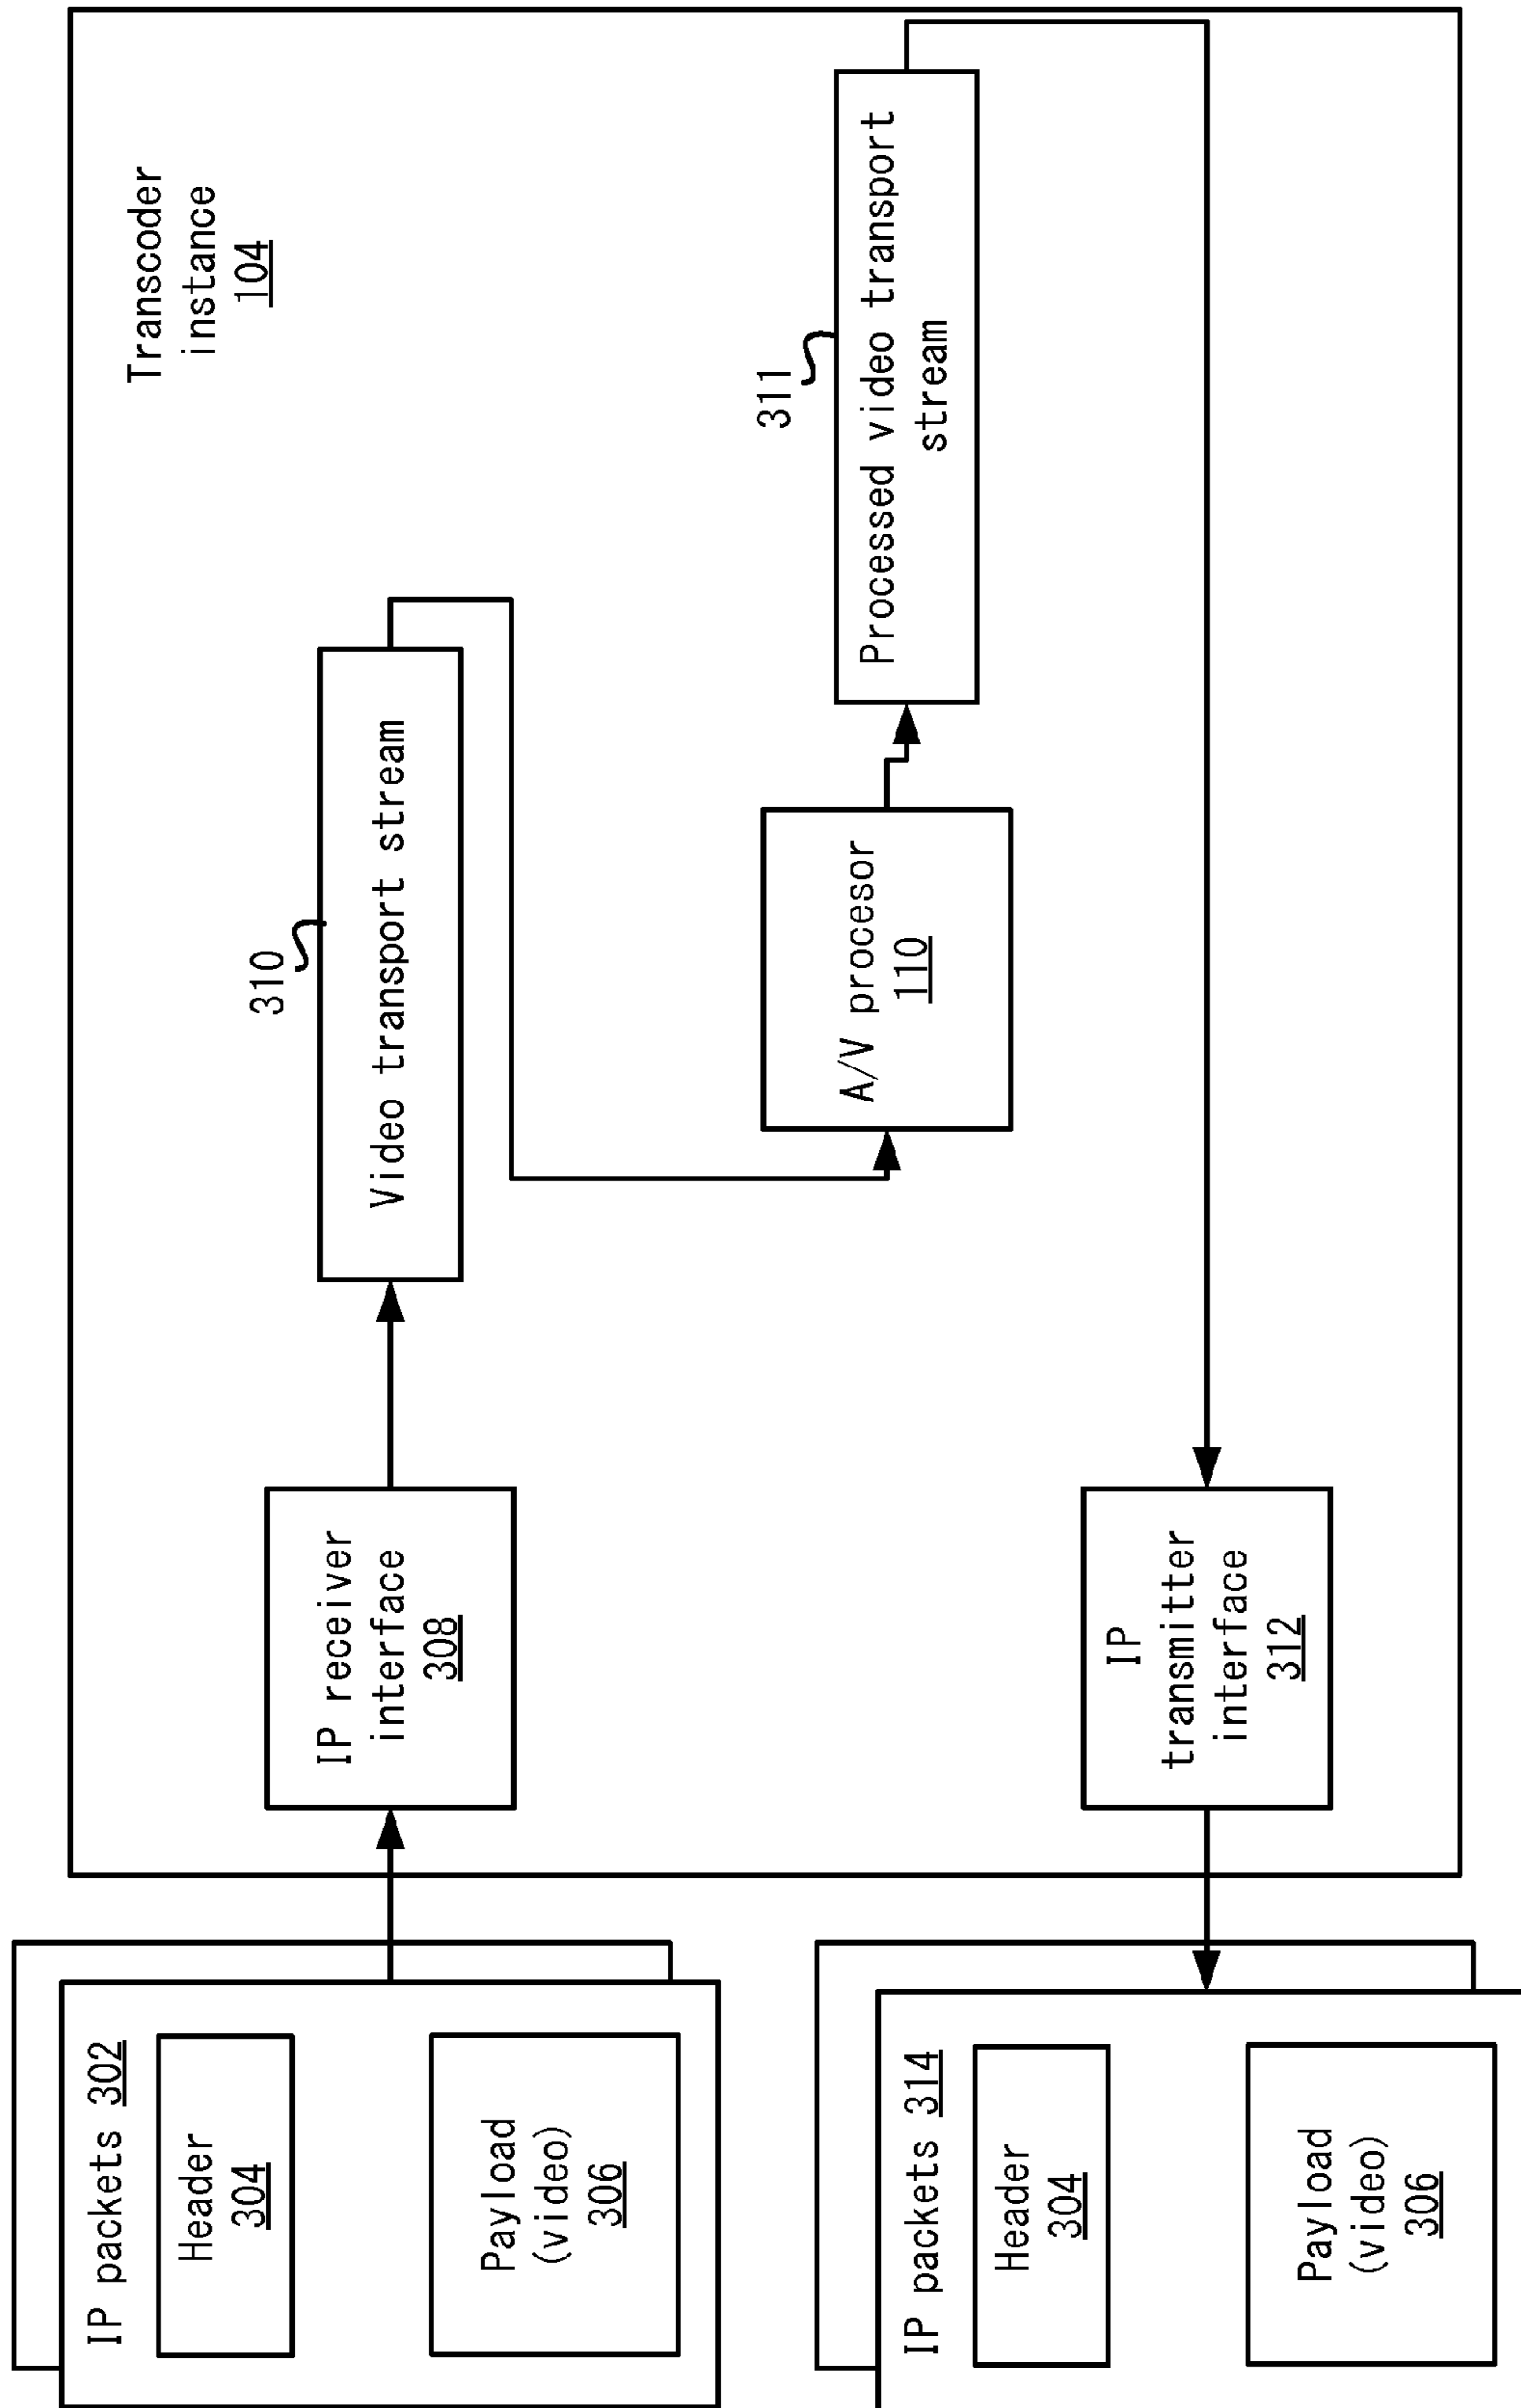 IP packets 302
Header
304
Payload
(video)
306
IP receiver
interface
308
310
Video transport stream
Transcoder
instance
104
A/V procesor
110
311
Processed video transport
stream
IP
transmitter
interface
312
IP packets 314
Header
304
Payload
(video)
306